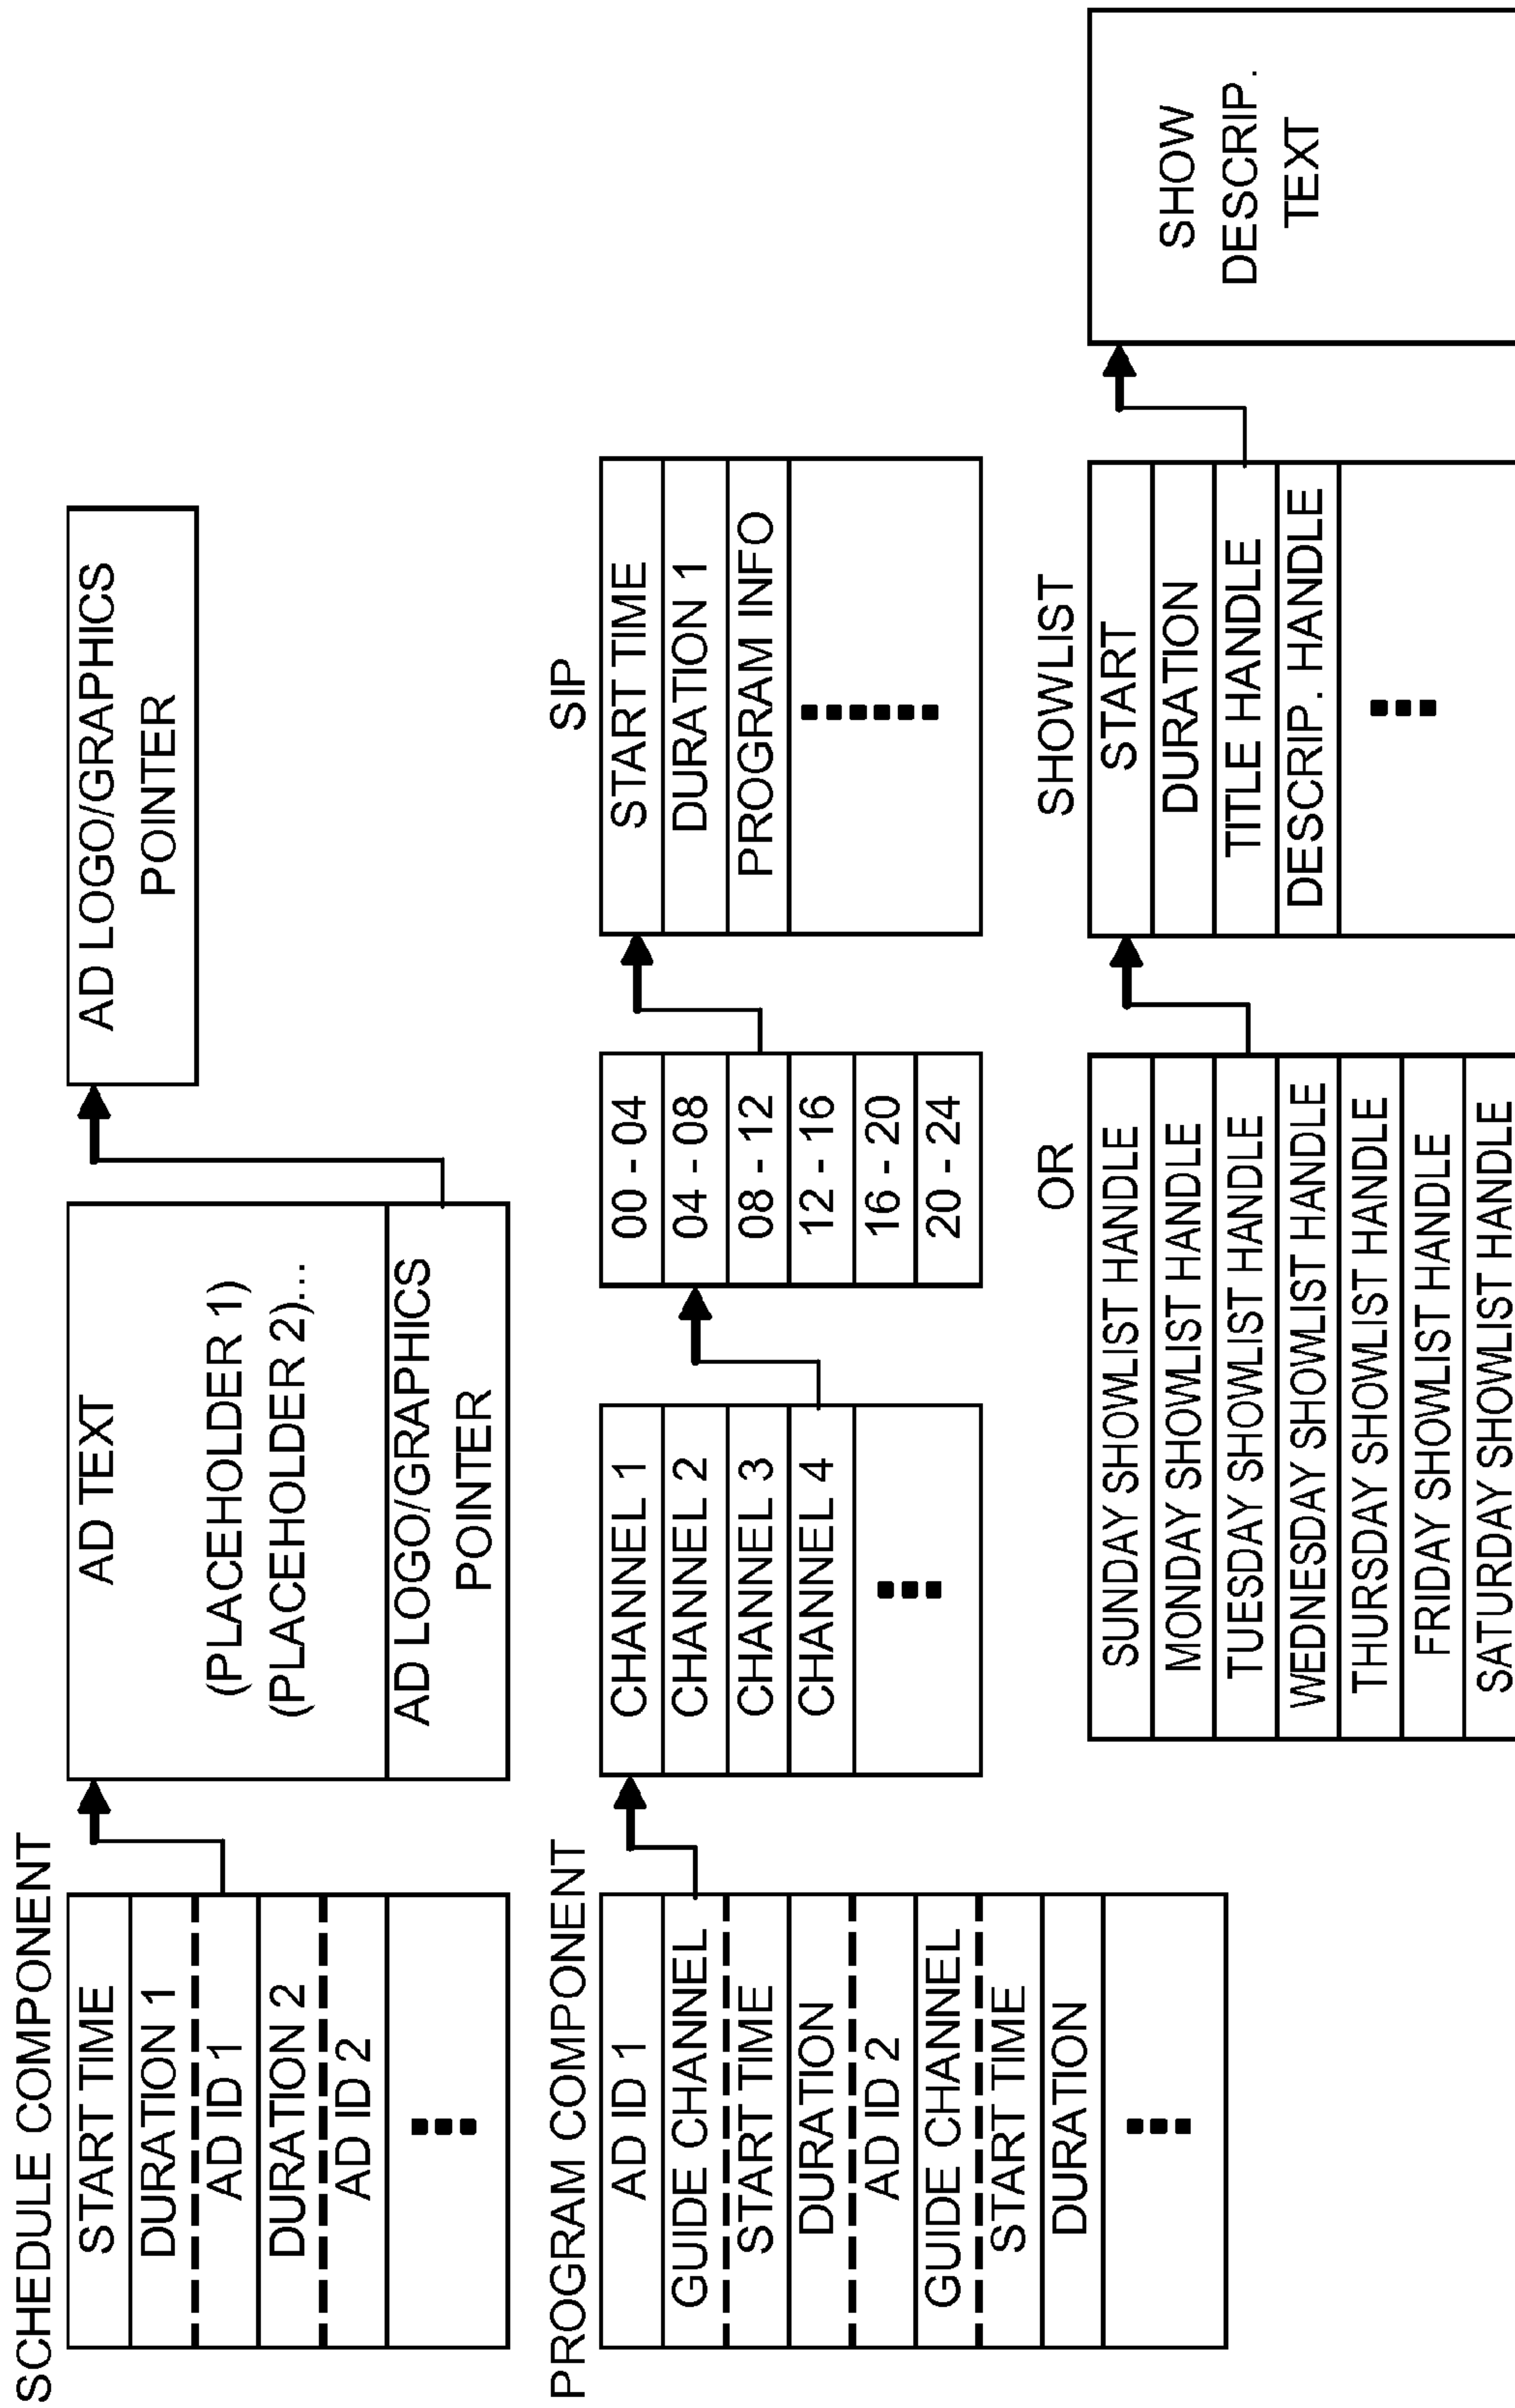 SCHEDULE COMPONENT
START TIME
DURATION 1
AD ID 1
DURATION 2
AD ID 2
AD TEXT
(PLACEHOLDER 1)
(PLACEHOLDER 2)...
AD LOGO/GRAPHICS
POINTER
AD LOGO/GRAPHICS
POINTER
PROGRAM COMPONENT
AD ID 1
GUIDE CHANNEL
START TIME
DURATION
AD ID 2
GUIDE CHANNEL
START TIME
DURATION
CHANNEL 1
CHANNEL 2
CHANNEL 3
CHANNEL 4
00 - 04
04 - 08
08 - 12
12 - 16
16 - 20
20 - 24
SIP
START TIME
DURATION 1
PROGRAM INFO
OR
SUNDAY SHOWLIST HANDLE
MONDAY SHOWLIST HANDLE
TUESDAY SHOWLIST HANDLE
WEDNESDAY SHOWLIST HANDLE
THURSDAY SHOWLIST HANDLE
FRIDAY SHOWLIST HANDLE
SATURDAY SHOWLIST HANDLE
SHOWLIST
START
DURATION
TITLE HANDLE
DESCRIP. HANDLE
SHOW
DESCRIP.
TEXT